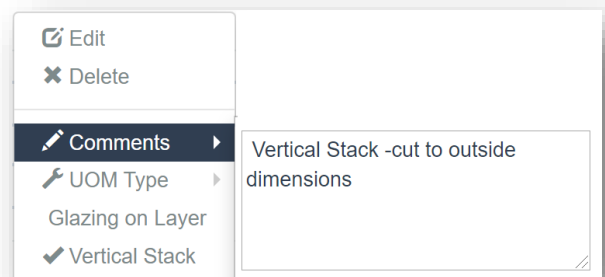 Edit
Delete
Comments
Vertical Stack -cut to outside
dimensions
UOM Type
Glazing on Layer
Vertical Stack